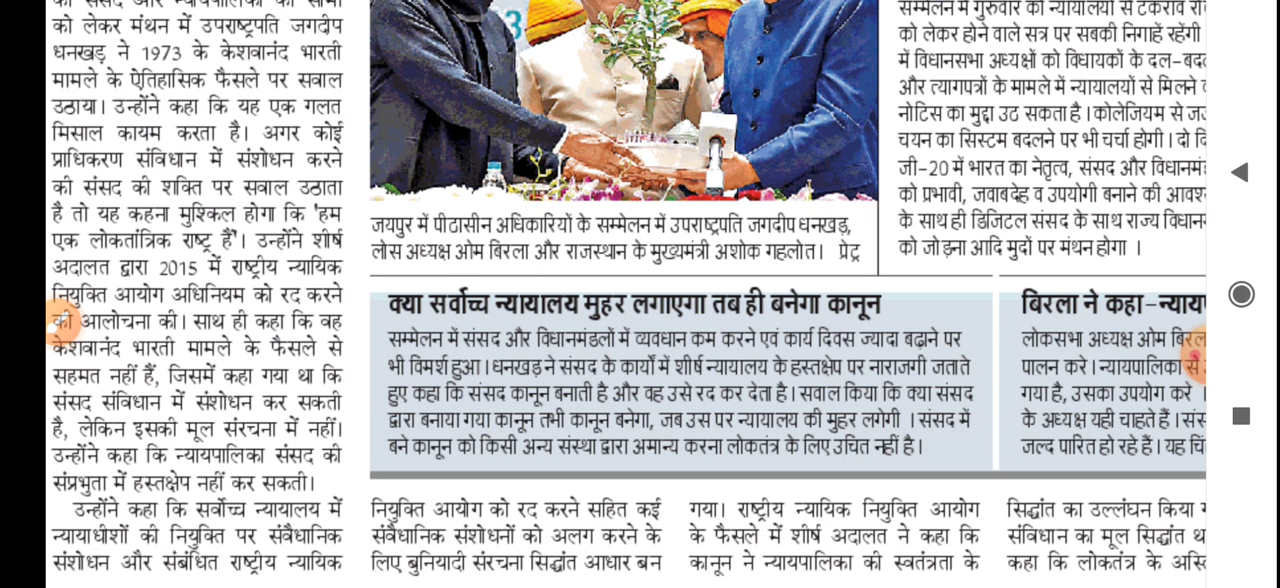 को लेकर मंथन में उपराष्ट्रपति जगदीप
धनखड़ ने 1973 के केशवानंद भारती
मामले के ऐतिहासिक फैसले पर सवाल
उठाया। उन्होंने कहा कि यह एक गलत
मिसाल कायम करता है। अगर कोई
प्राधिकरण संविधान में संशोधन करने
की संसद की शक्ति पर सवाल उठाता
है तो यह कहना मुश्किल होगा कि 'हम
एक लोकतांत्रिक राष्ट्र हैं'। उन्होंने शीर्ष
अदालत द्वारा 2015 में राष्ट्रीय न्यायिक
नियुक्ति आयोग अधिनियम को रद करने
की आलोचना की। साथ ही कहा कि वह
केशवानंद भारती मामले के फैसले से
सहमत नहीं हैं, जिसमें कहा गया था कि
संसद संविधान में संशोधन कर सकती
है, लेकिन इसकी मूल संरचना में नहीं।
उन्होंने कहा कि न्यायपालिका संसद की
संप्रभुता में हस्तक्षेप नहीं कर सकती।
उन्होंने कहा कि सर्वोच्च न्यायालय में
न्यायाधीशों की नियुक्ति पर संवैधानिक
संशोधन और संबंधित राष्ट्रीय न्यायिक
जयपुर में पीठासीन अधिकारियों के सम्मेलन में उपराष्ट्रपति जगदीप धनखड़,
लोस अध्यक्ष ओम बिरला और राजस्थान के मुख्यमंत्री अशोक गहलोत। प्रेट्र
सम्मेलन में गुरुवार को न्यायालयों से टकराव
को लेकर होने वाले सत्र पर सबकी निगाहें रहेंगी
में विधानसभा अध्यक्षों को विधायकों के दल-बद
और त्यागपत्रों के मामले में न्यायालयों से मिलने
नोटिस का मुद्दा उठ सकता है। कोलेजियम से
चयन का सिस्टम बदलने पर भी चर्चा होगी। दो
जी-20 में भारत का नेतृत्व, संसद और
को प्रभावी, जवाबदेह व उपयोगी बनाने की
के साथ ही डिजिटल संसद के साथ राज्य
को जोड़ना आदि मुदों पर मंथन होगा ।
क्या सर्वोच्च न्यायालय मुहर लगाएगा तब ही बनेगा कानून
सम्मेलन में संसद और विधानमंडलों में व्यवधान कम करने एवं कार्य दिवस ज्यादा बढ़ाने पर
भी विमर्श हुआ। धनखड़ ने संसद के कार्यों में शीर्ष न्यायालय के हस्तक्षेप पर नाराजगी जताते
हुए कहा कि संसद कानून बनाती है और वह उसे रद कर देता है। सवाल किया कि क्या संसद
द्वारा बनाया गया कानून तभी कानून बनेगा, जब उस पर न्यायालय की मुहर लगेगी । संसद में
बने कानून को किसी अन्य संस्था द्वारा अमान्य करना लोकतंत्र के लिए उचित नहीं है।
बिरला ने कहा-न्याय
लोकसभा अध्यक्ष ओम
पालन करे। न्यायपालिका
गया है, उसका उपयोग करे ।
के अध्यक्ष यही चाहते हैं।
जल्द पारित हो रहे हैं। यह
नियुक्ति आयोग को रद करने सहित कई
संवैधानिक संशोधनों को अलग करने के
लिए बुनियादी संरचना सिद्धांत आधार बन
गया। राष्ट्रीय न्यायिक नियुक्ति आयोग
के फैसले में शीर्ष अदालत ने कहा कि
कानून ने न्यायपालिका की स्वतंत्रता के
सिद्धांत का उल्लंघन किया
संविधान का मूल सिद्धांत
कहा कि लोकतंत्र के